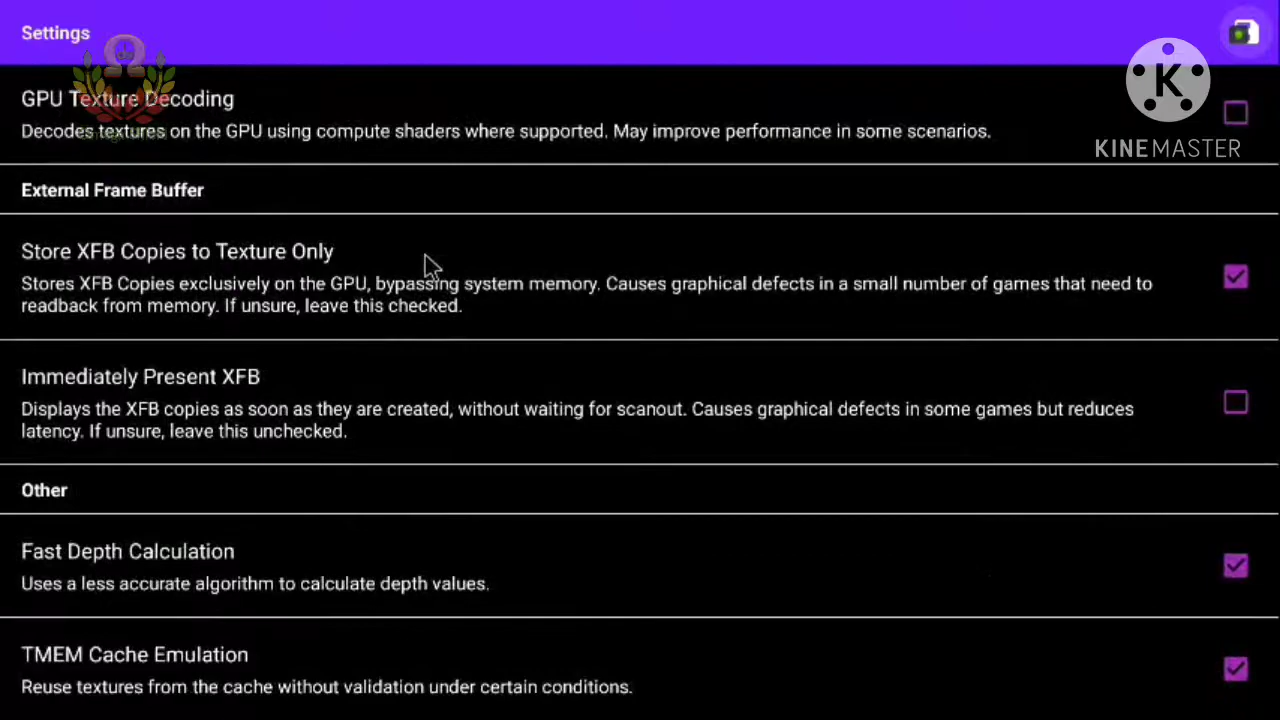 Settings
GPU Texture Decoding
Decodes textures on the GPU using compute shaders where supported. May improve performance in some scenarios.
K
KINEMASTER
External Frame Buffer
Store XFB Copies to Texture Only
Stores XFB Copies exclusively on the GPU, bypassing system memory. Causes graphical defects in a small number of games that need to
readback from memory. If unsure, leave this checked.
Immediately Present XFB
Displays the XFB copies as soon as they are created, without waiting for scanout. Causes graphical defects in some games but reduces
latency. If unsure, leave this unchecked.
Other
Fast Depth Calculation
Uses a less accurate algorithm to calculate depth values.
TMEM Cache Emulation
Reuse textures from the cache without validation under certain conditions.